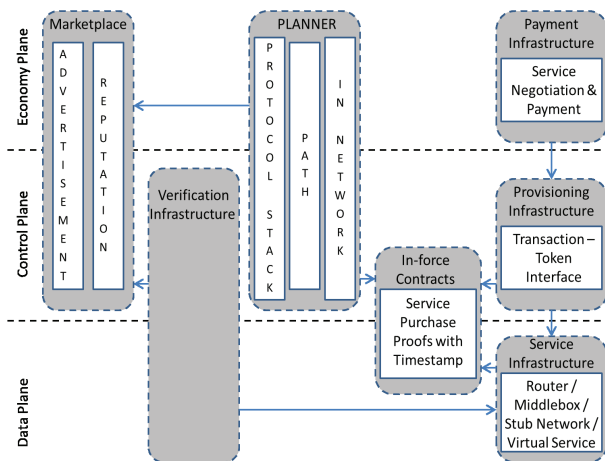 Economy Plane
Control Plane
Data Plane
Marketplace
ADVERTISEMENT
REPUTATION
PLANNER
PROTOCOL STACK
PATH
IN NETWORK
Payment
Infrastructure
Service
Negotiation &
Payment
Verification
Infrastructure
Provisioning
Infrastructure
Transaction –
Token
Interface
In-force
Contracts
Service
Purchase
Proofs with
Timestamp
Service
Infrastructure
Router /
Middlebox /
Stub Network /
Virtual Service